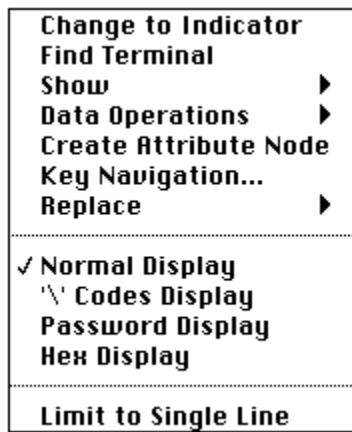 Change to Indicator
Find Terminal
Show
Data Operations
Create Attribute Node
Key Navigation...
Replace
✓ Normal Display
'\' Codes Display
Password Display
Hex Display
Limit to Single Line